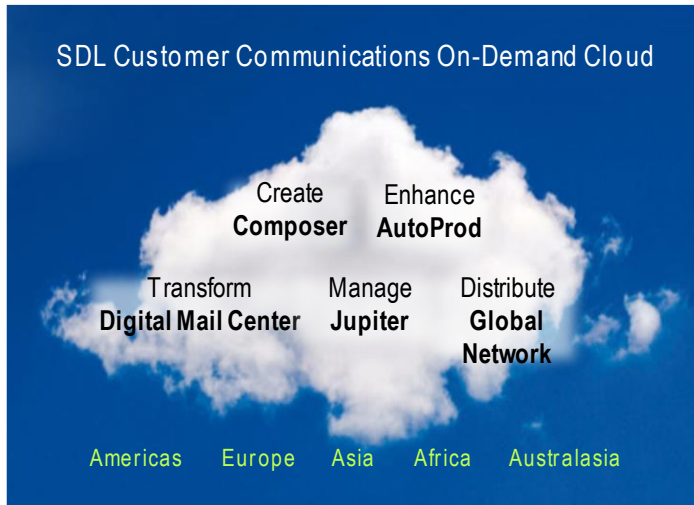 SDL Customer Communications On-Demand Cloud
Create
Composer
Enhance
AutoProd
Transform
Digital Mail Center
Manage
Jupiter
Distribute
Global
Network
Americas Europe Asia Africa Australasia